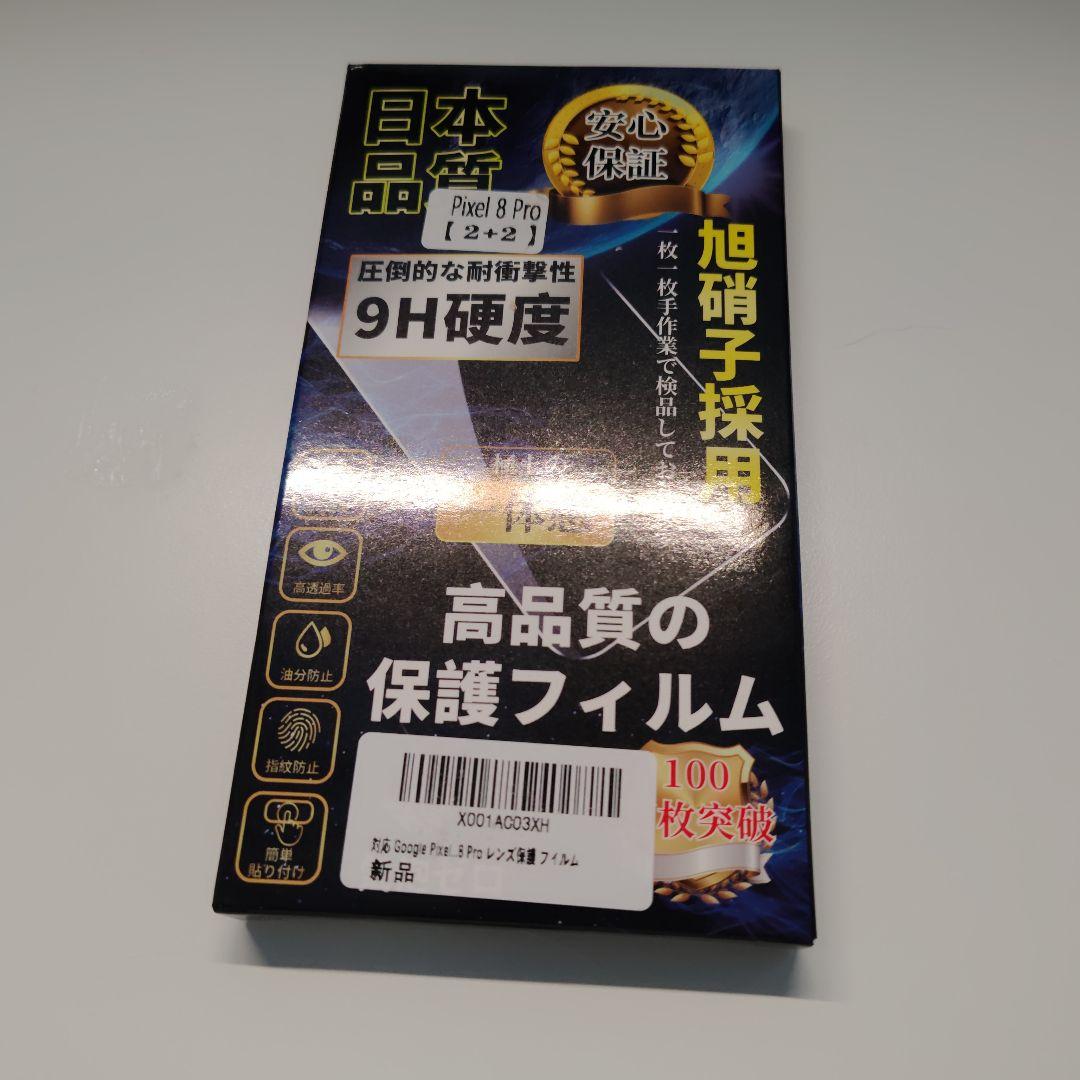 日本
品質
安心
保証
Pixel 8 Pro
【2+2】
圧倒的な耐衝撃性
9H硬度
旭硝子採用
一枚一枚手作業で検品してお
高透過率
油分防止
指紋防止
簡単
貼り付け
高品質の
保護フィルム
100
枚突破
X001AC03XH
対応 Google Pixel...8 Pro レンズ保護 フィルム
新品